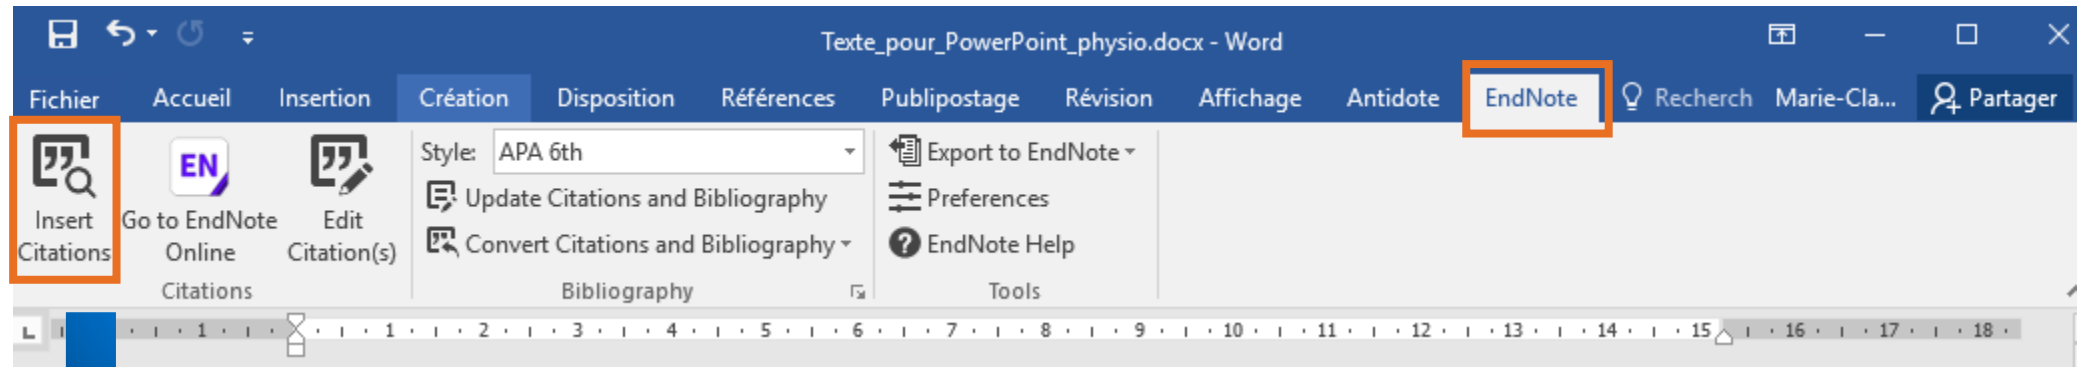 Texte_pour_PowerPoint_physio.docx - Word
Fichier Accueil Insertion Création Disposition Références Publipostage Révision Affichage Antidote EndNote Recherch Marie-Cla... Partager
Insert Citations
EN
Go to EndNote Online
Edit Citation(s)
Citations
Style: APA 6th
Update Citations and Bibliography
Convert Citations and Bibliography
Bibliography
Export to EndNote
Preferences
EndNote Help
Tools
1 1 2 3 4 5 6 7 8 9 10 11 12 13 14 15 16 17 18